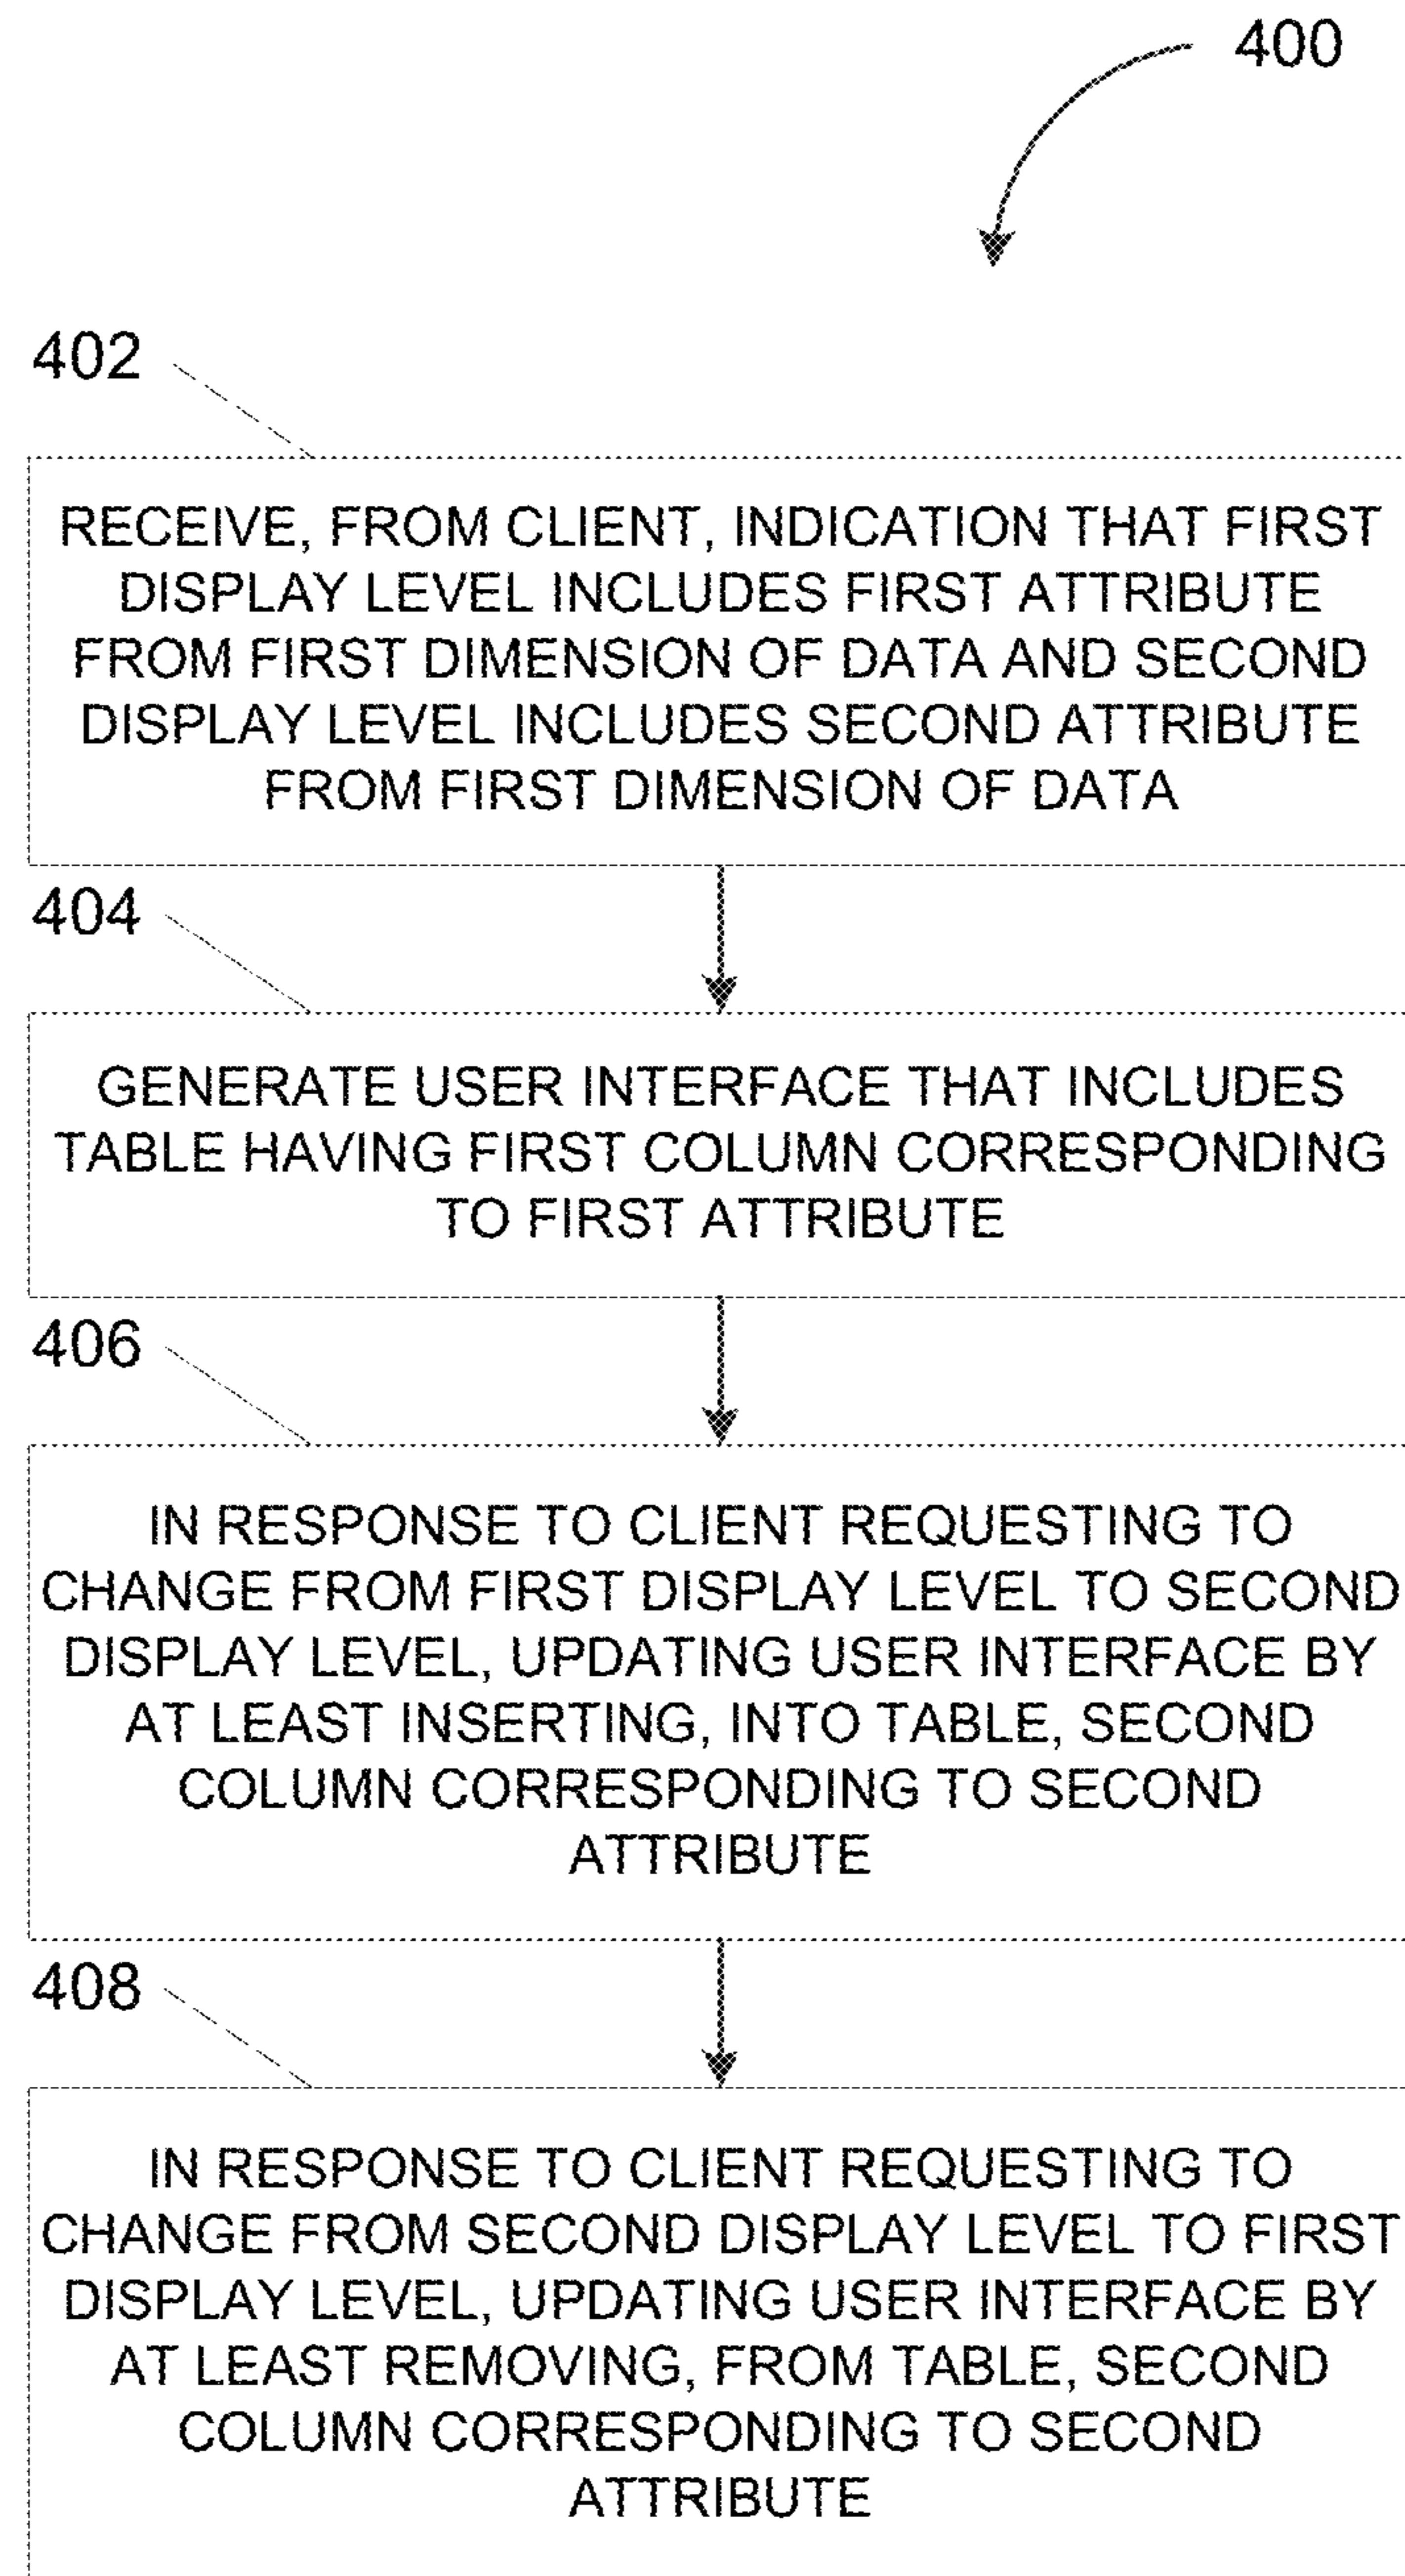 400
402
RECEIVE, FROM CLIENT, INDICATION THAT FIRST
DISPLAY LEVEL INCLUDES FIRST ATTRIBUTE
FROM FIRST DIMENSION OF DATA AND SECOND
DISPLAY LEVEL INCLUDES SECOND ATTRIBUTE
FROM FIRST DIMENSION OF DATA
404
GENERATE USER INTERFACE THAT INCLUDES
TABLE HAVING FIRST COLUMN CORRESPONDING
TO FIRST ATTRIBUTE
406
IN RESPONSE TO CLIENT REQUESTING TO
CHANGE FROM FIRST DISPLAY LEVEL TO SECOND
DISPLAY LEVEL, UPDATING USER INTERFACE BY
AT LEAST INSERTING, INTO TABLE, SECOND
COLUMN CORRESPONDING TO SECOND
ATTRIBUTE
408
IN RESPONSE TO CLIENT REQUESTING TO
CHANGE FROM SECOND DISPLAY LEVEL TO FIRST
DISPLAY LEVEL, UPDATING USER INTERFACE BY
AT LEAST REMOVING, FROM TABLE, SECOND
COLUMN CORRESPONDING TO SECOND
ATTRIBUTE